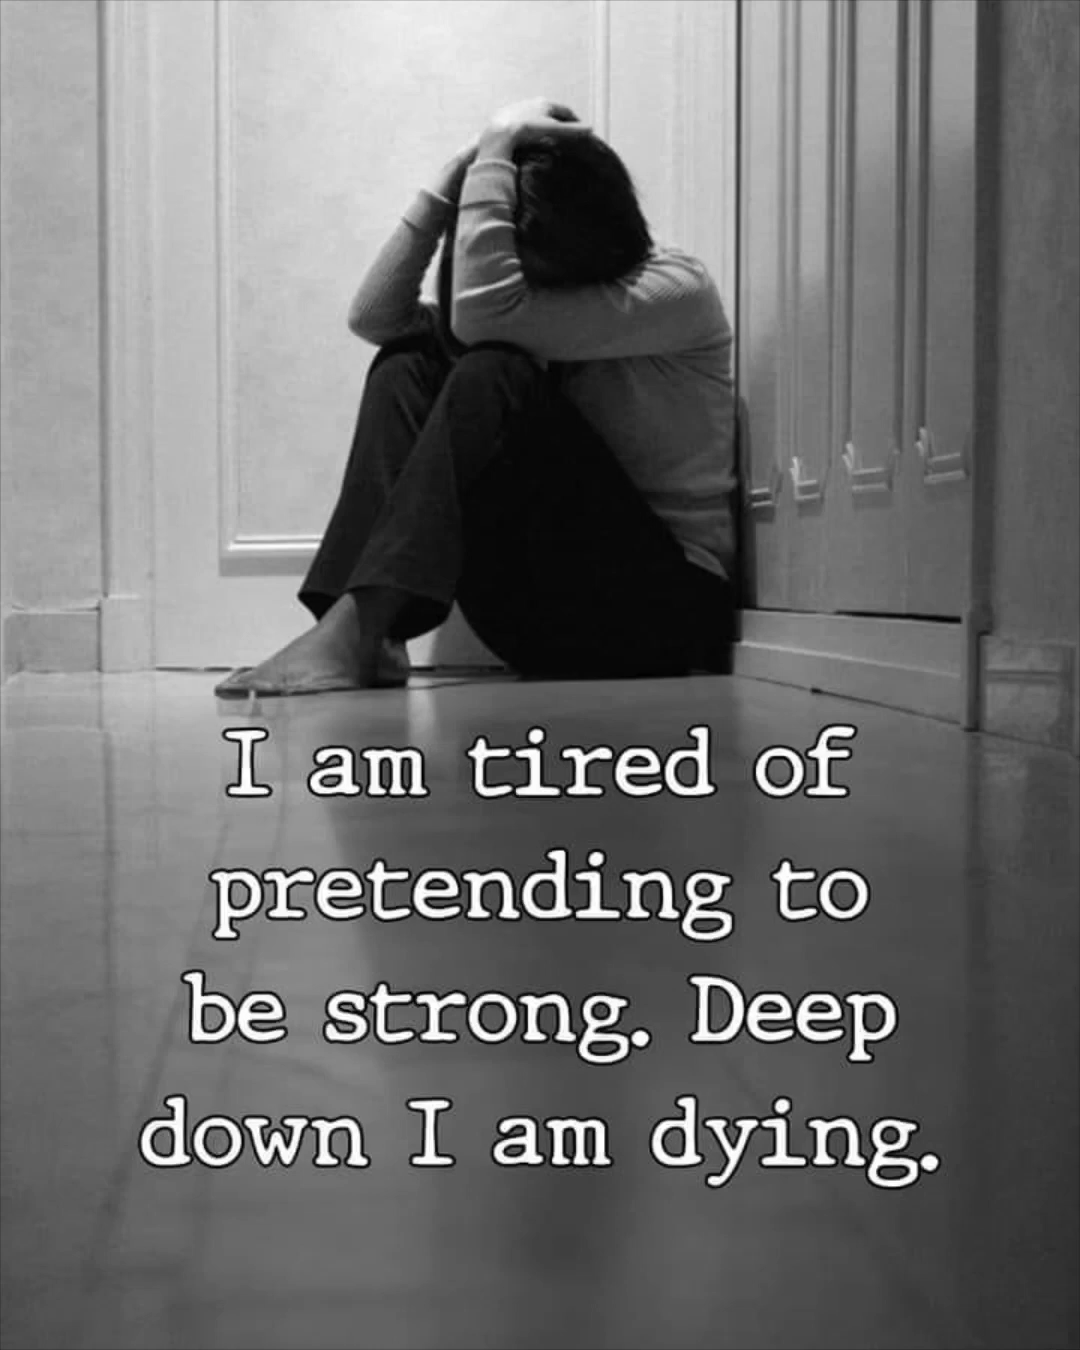 I am tired of
pretending to
be strong. Deep
down I am dying.